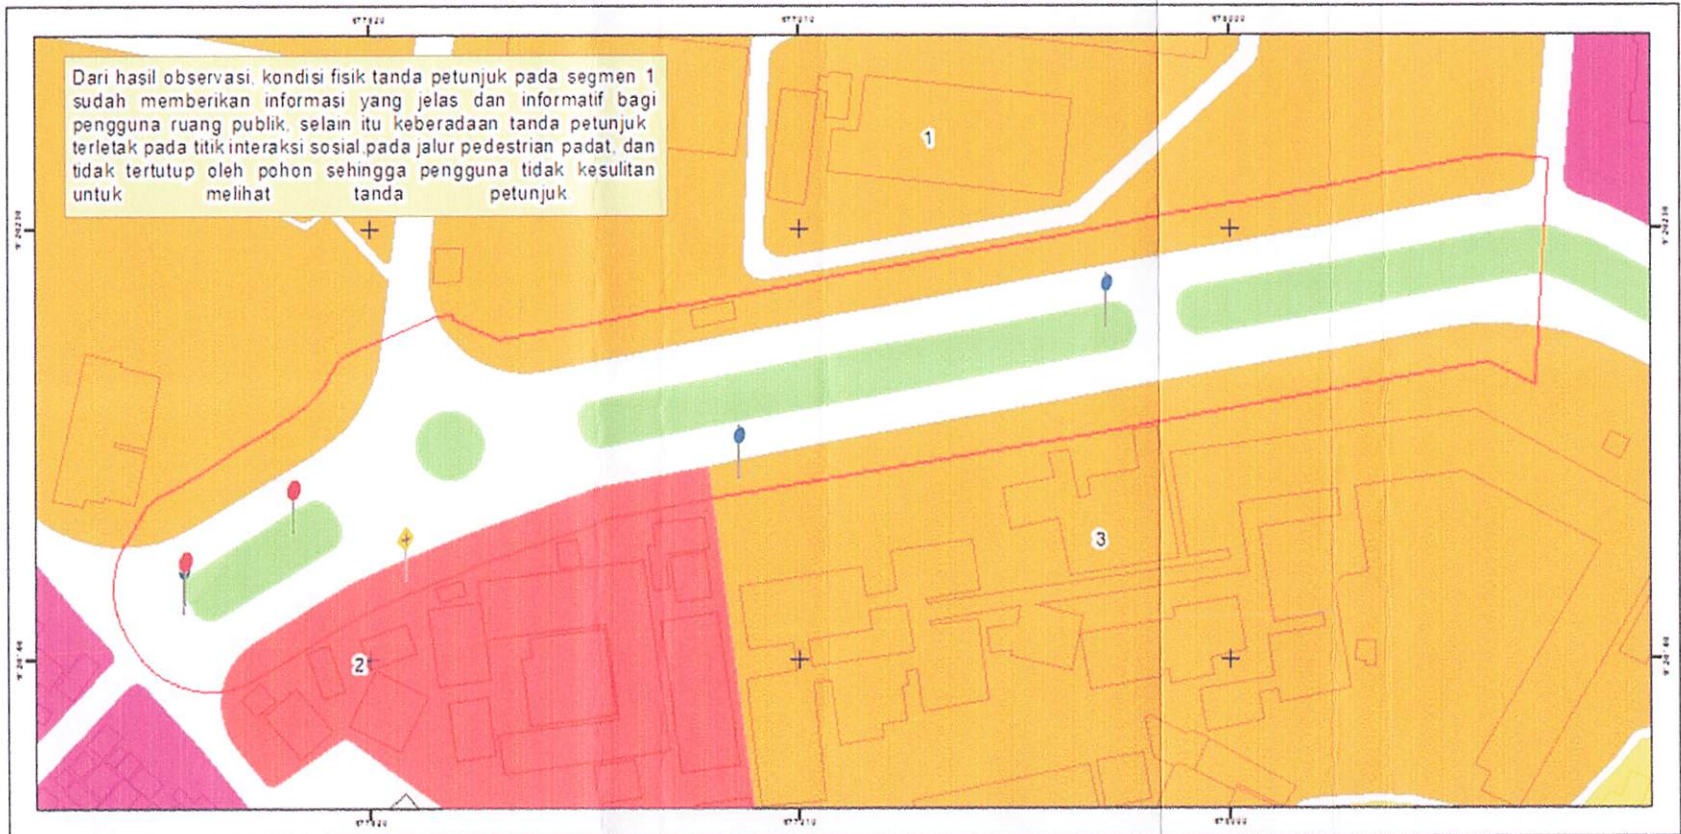 Dari hasil observasi, kondisi fisik tanda petunjuk pada segmen 1
sudah memberikan informasi yang jelas dan informatif bagi
pengguna ruang publik, selain itu keberadaan tanda petunjuk
terletak pada titik interaksi sosial,pada jalur pedestrian padat, dan
tidak tertutup oleh pohon sehingga pengguna tidak kesulitan
untuk melihat tanda petunjuk.
1
3
2